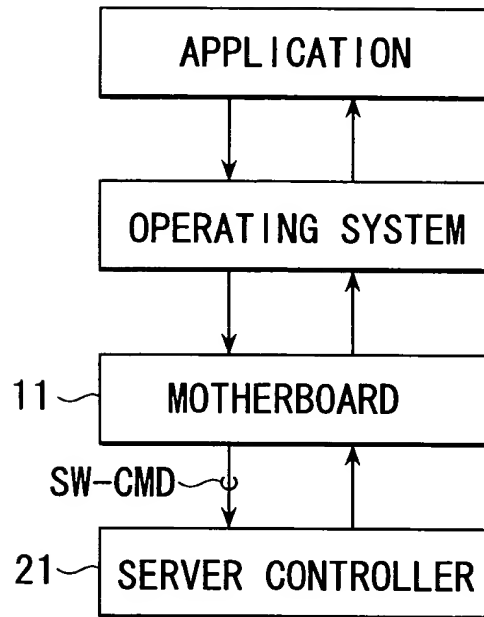 APPLICATION
OPERATING SYSTEM
11 MOTHERBOARD
SW-CMD
21 SERVER CONTROLLER